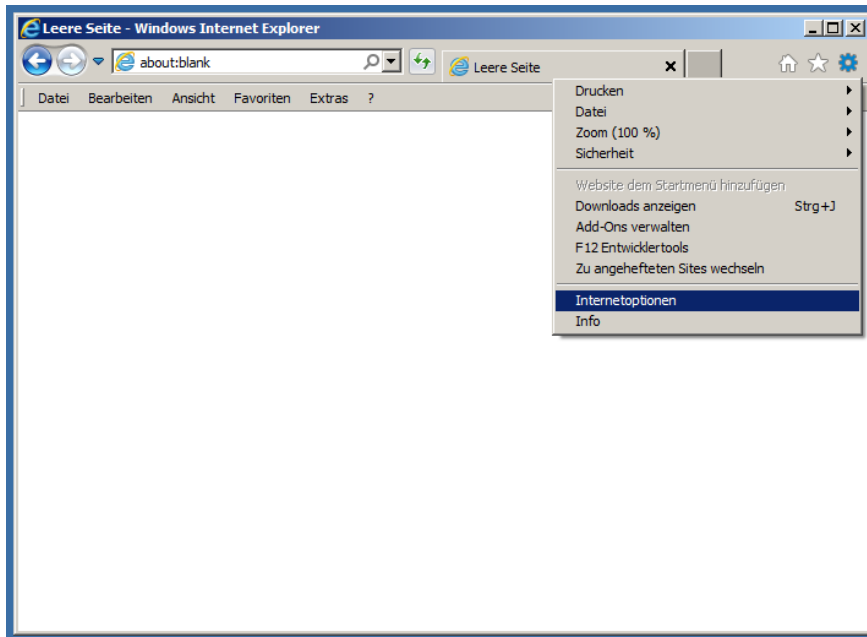 Leere Seite - Windows Internet Explorer
about:blank
Leere Seite
Datei Bearbeiten Ansicht Favoriten Extras ?
Drucken
Datei
Zoom (100 %)
Sicherheit
Website dem Startmenü hinzufügen
Downloads anzeigen Strg+J
Add-Ons verwalten
F12 Entwicklertools
Zu angehefteten Sites wechseln
Internetoptionen
Info